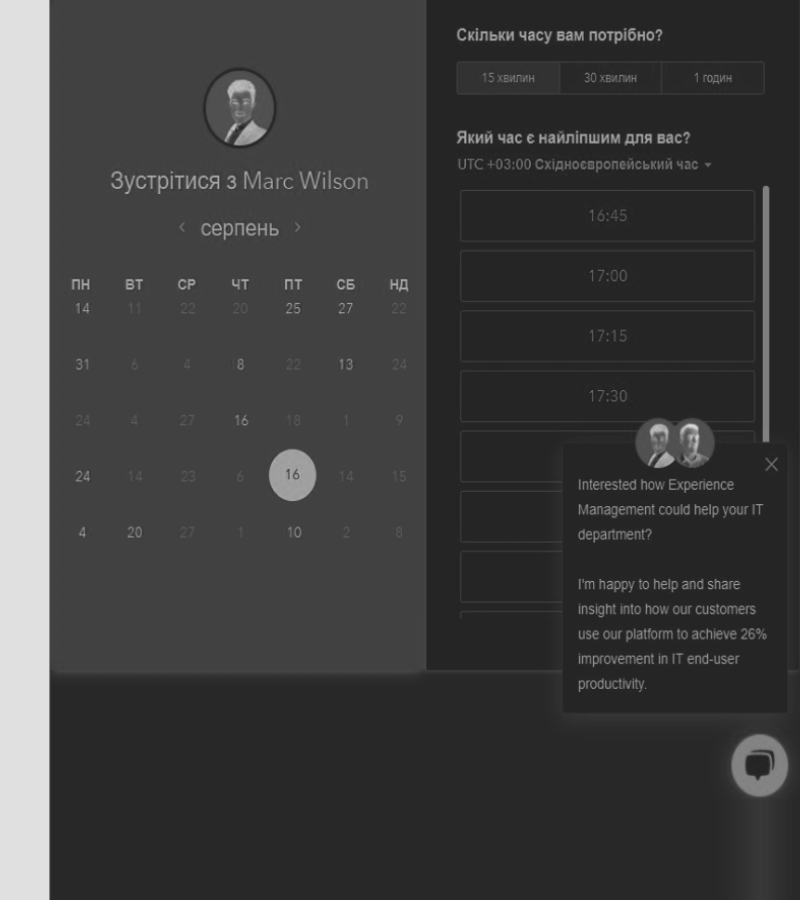 Зустрітися з Marc Wilson
серпень
ПН ВТ СР ЧТ ПТ СБ НД
14 11 22 20 25 27 22
31 6 4 8 22 13 24
24 4 27 16 18 1 9
24 14 23 6 16 14 15
4 20 27 1 10 2 8
Скільки часу вам потрібно?
15 хвилин 30 хвилин 1 годин
Який час є найліпшим для вас?
UTC +03:00 Східноєвропейський час
16:45
17:00
17:15
17:30
Interested how Experience
Management could help your IT
department?
I'm happy to help and share
insight into how our customers
use our platform to achieve 26%
improvement in IT end-user
productivity.